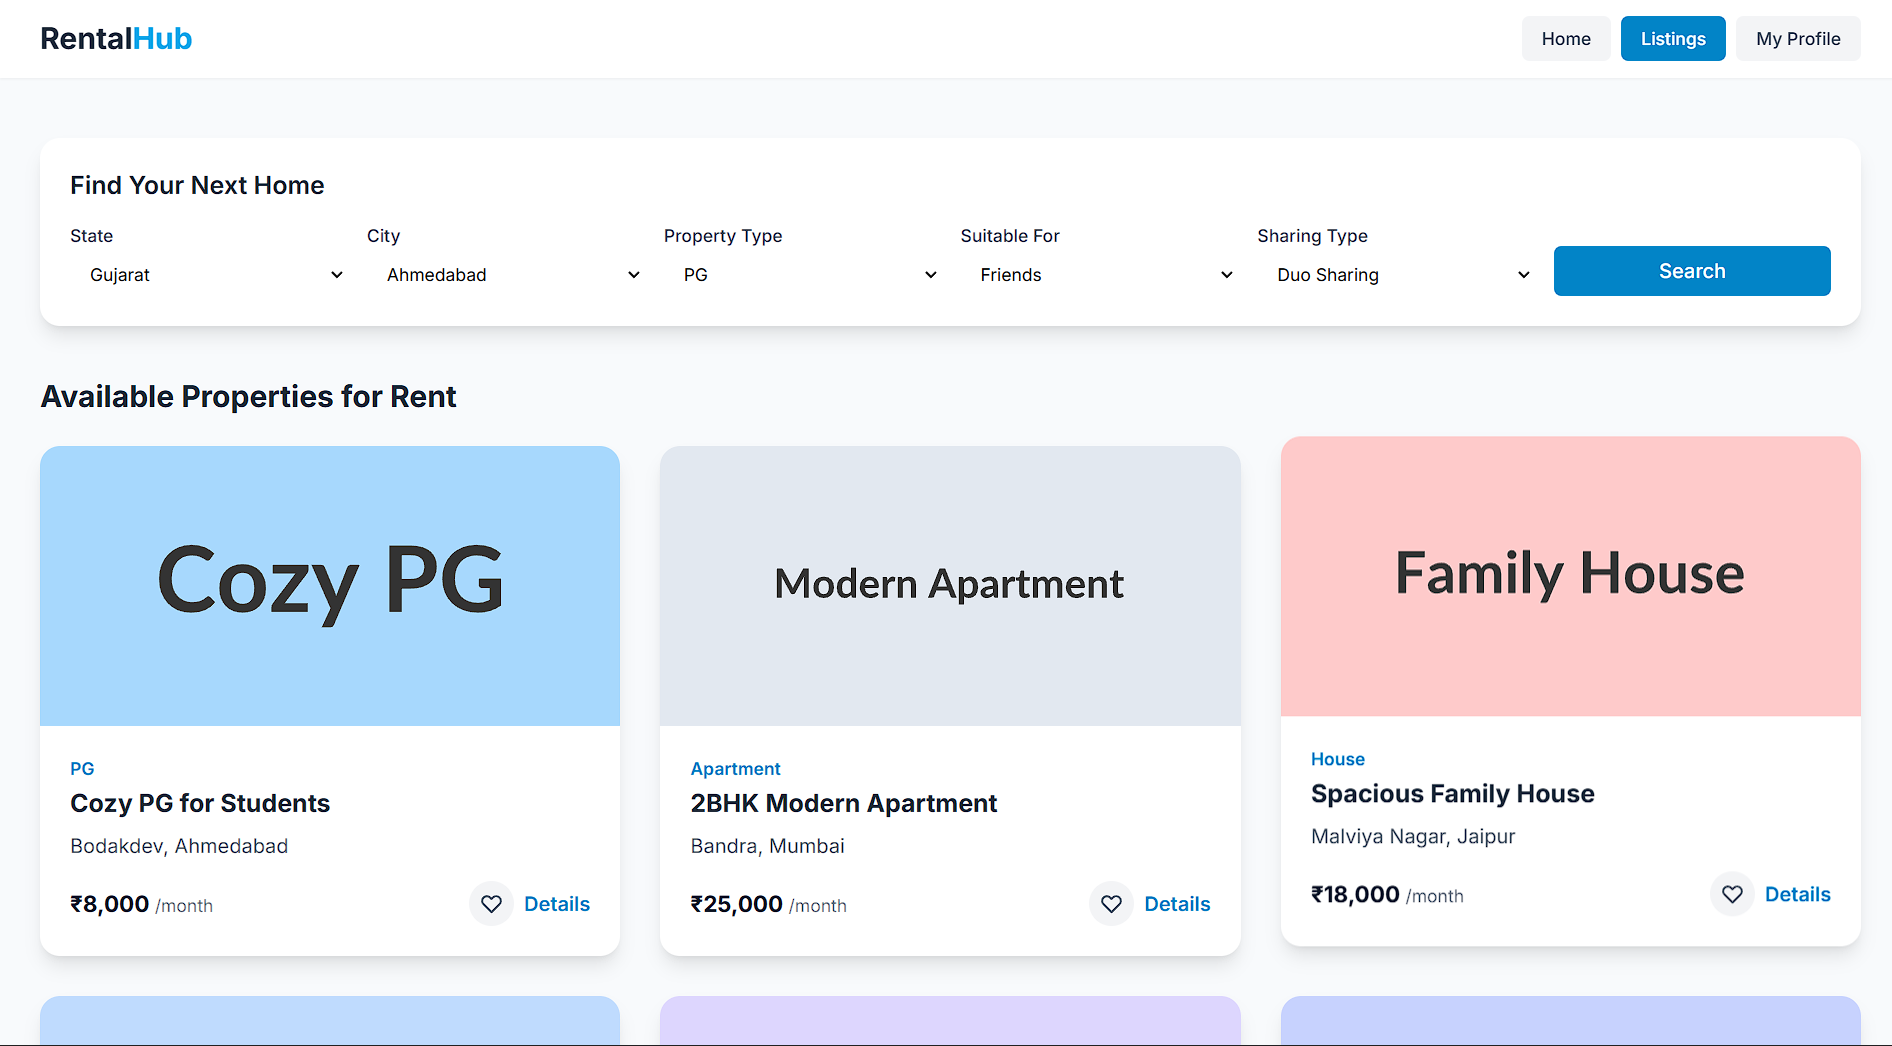 RentalHub
Home
Listings
My Profile
Find Your Next Home
State
City
Property Type
Suitable For
Sharing Type
Gujarat
Ahmedabad
PG
Friends
Duo Sharing
Search
Available Properties for Rent
Cozy PG
PG
Cozy PG for Students
Bodakdev, Ahmedabad
₹8,000 /month
Details
Modern Apartment
Apartment
2BHK Modern Apartment
Bandra, Mumbai
₹25,000 /month
Details
Family House
House
Spacious Family House
Malviya Nagar, Jaipur
₹18,000 /month
Details